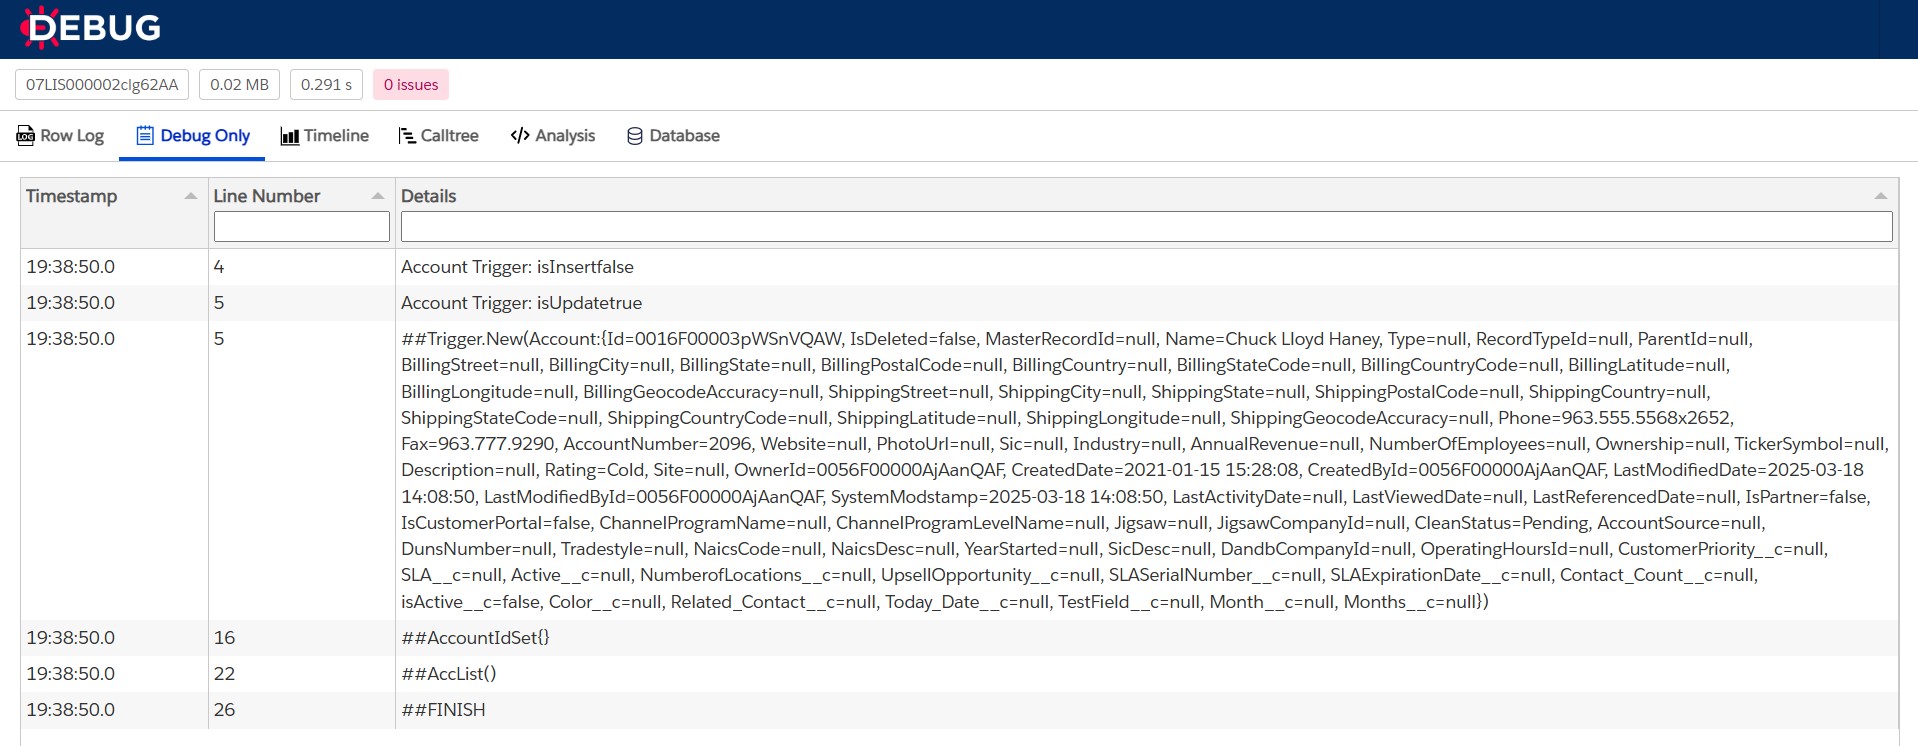 DEBUG
07LIS000002clg62AA 0.02 MB 0.291 s 0 issues
LOG Row Log Debug Only Timeline Calltree Analysis Database
Timestamp Line Number Details
19:38:50.0 4 Account Trigger: isInsertfalse
19:38:50.0 5 Account Trigger: isUpdatetrue
19:38:50.0 5 ##Trigger.New(Account:{Id=0016F00003pWSnVQAW, IsDeleted=false, MasterRecordId=null, Name=Chuck Lloyd Haney, Type=null, RecordTypeId=null, ParentId=null,
BillingStreet=null, BillingCity=null, BillingState=null, BillingPostalCode=null, BillingCountry=null, BillingStateCode=null, BillingCountryCode=null, BillingLatitude=null,
BillingLongitude=null, BillingGeocodeAccuracy=null, ShippingStreet=null, ShippingCity=null, ShippingState=null, ShippingPostalCode=null, ShippingCountry=null,
ShippingStateCode=null, ShippingCountryCode=null, ShippingLatitude=null, ShippingLongitude=null, ShippingGeocodeAccuracy=null, Phone=963.555.5568x2652,
Fax=963.777.9290, AccountNumber=2096, Website=null, PhotoUrl=null, Sic=null, Industry=null, AnnualRevenue=null, NumberOfEmployees=null, Ownership=null, TickerSymbol=null,
Description=null, Rating=Cold, Site=null, OwnerId=0056F00000AjAanQAF, CreatedDate=2021-01-15 15:28:08, CreatedById=0056F00000AjAanQAF, LastModifiedDate=2025-03-18
14:08:50, LastModifiedById=0056F00000AjAanQAF, SystemModstamp=2025-03-18 14:08:50, LastActivityDate=null, LastViewedDate=null, LastReferencedDate=null, IsPartner=false,
IsCustomerPortal=false, ChannelProgramName=null, ChannelProgramLevelName=null, Jigsaw=null, JigsawCompanyId=null, CleanStatus=Pending, AccountSource=null,
DunsNumber=null, Tradestyle=null, NaicsCode=null, NaicsDesc=null, YearStarted=null, SicDesc=null, DandbCompanyId=null, OperatingHoursId=null, CustomerPriority__c=null,
SLA__c=null, Active__c=null, NumberofLocations__c=null, UpsellOpportunity__c=null, SLASerialNumber__c=null, SLAExpirationDate__c=null, Contact_Count__c=null,
isActive__c=false, Color__c=null, Related_Contact__c=null, Today_Date__c=null, TestField__c=null, Month__c=null, Months__c=null})
19:38:50.0 16 ##AccountIdSet{}
19:38:50.0 22 ##AccList()
19:38:50.0 26 ##FINISH